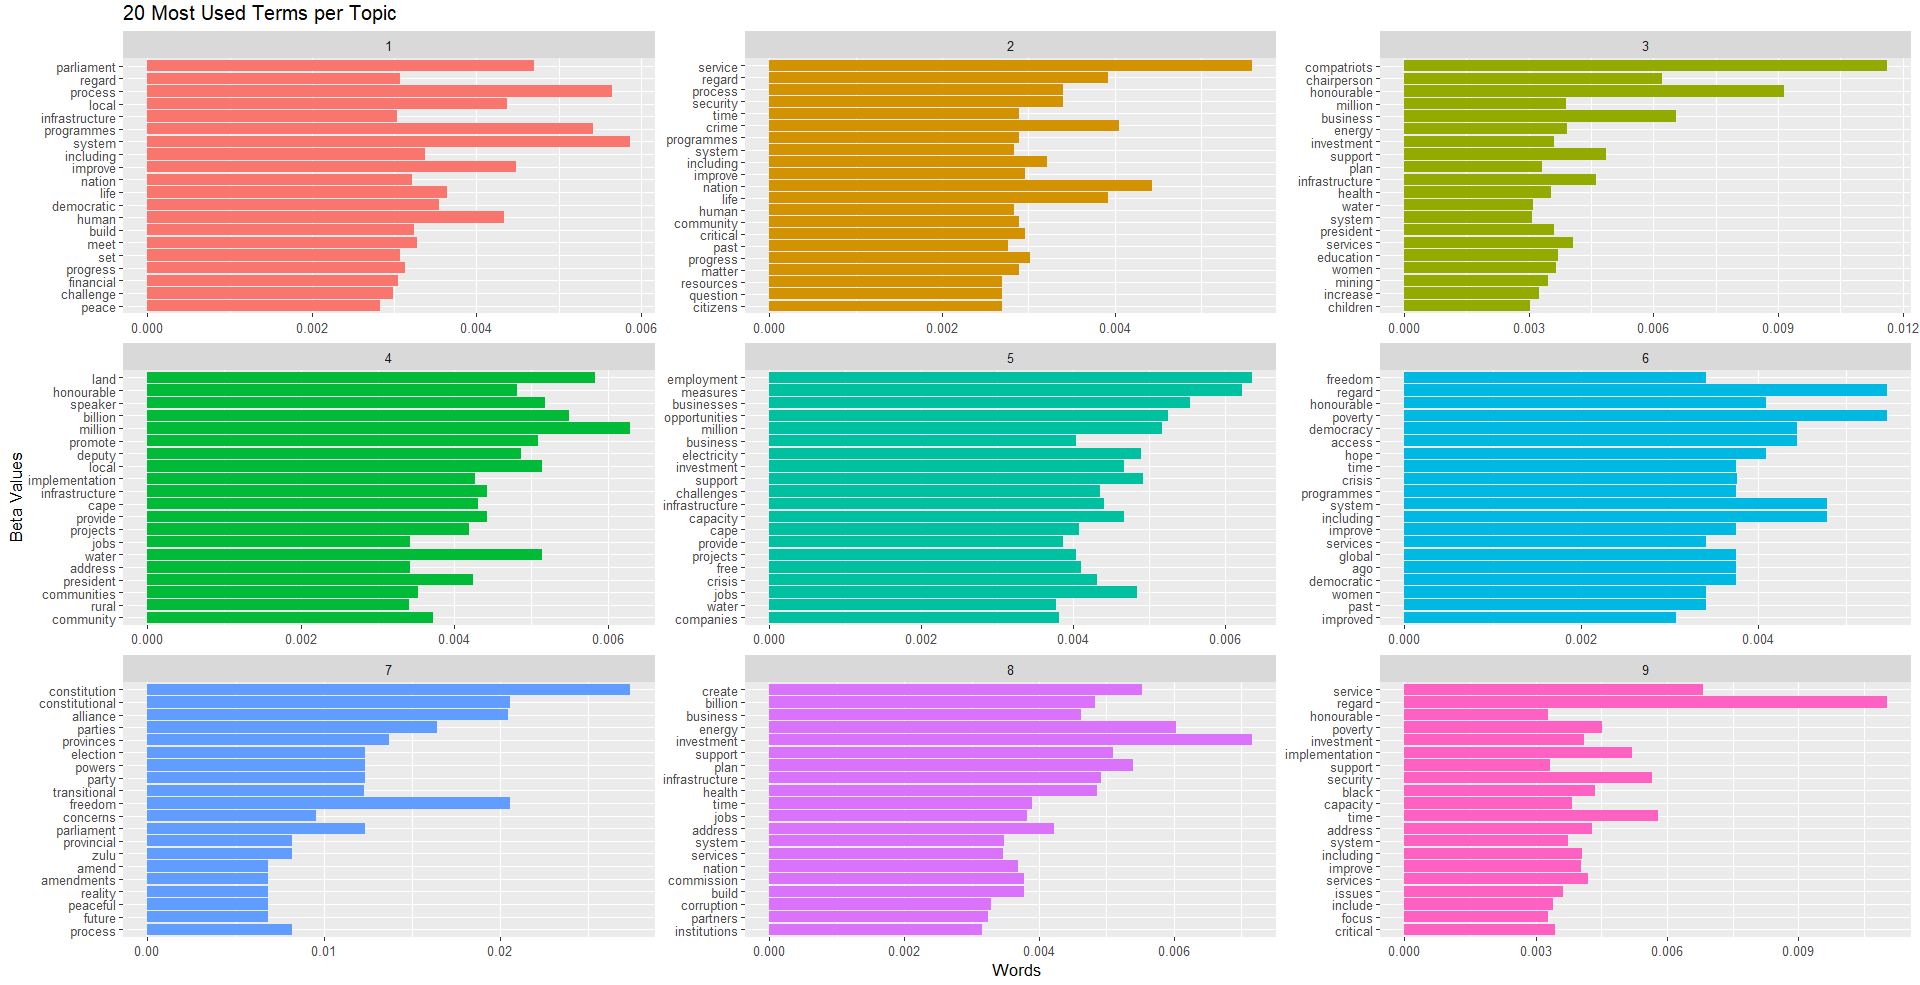 20 Most Used Terms per Topic
1
parliament
regard
process
local
infrastructure
programmes
system
including
improve
nation
life
democratic
human
build
meet
set
progress
financial
challenge
peace
0.000 0.002 0.004 0.006
2
service
regard
process
security
time
crime
programmes
system
including
improve
nation
life
human
community
critical
past
progress
matter
resources
question
citizens
0.000 0.002 0.004
3
compatriots
chairperson
honourable
million
business
energy
investment
support
plan
infrastructure
health
water
system
president
services
education
women
mining
increase
children
0.000 0.003 0.006 0.009 0.012
4
land
honourable
speaker
billion
million
promote
deputy
local
implementation
infrastructure
cape
provide
projects
jobs
water
address
president
communities
rural
community
0.000 0.002 0.004 0.006
5
employment
measures
businesses
opportunities
million
business
electricity
investment
support
challenges
infrastructure
capacity
cape
provide
projects
free
crisis
jobs
water
companies
0.000 0.002 0.004 0.006
6
freedom
regard
honourable
poverty
democracy
access
hope
time
crisis
programmes
system
including
improve
services
global
ago
democratic
women
past
improved
0.000 0.002 0.004
7
constitution
constitutional
alliance
parties
provinces
election
powers
party
transitional
freedom
concerns
parliament
provincial
zulu
amend
amendments
reality
peaceful
future
process
0.00 0.01 0.02
8
create
billion
business
energy
investment
support
plan
infrastructure
health
time
jobs
address
system
services
nation
commission
build
corruption
partners
institutions
0.000 0.002 0.004 0.006
9
service
regard
honourable
poverty
investment
implementation
support
security
black
capacity
time
address
system
including
improve
services
issues
include
focus
critical
0.000 0.003 0.006 0.009
Beta Values
Words